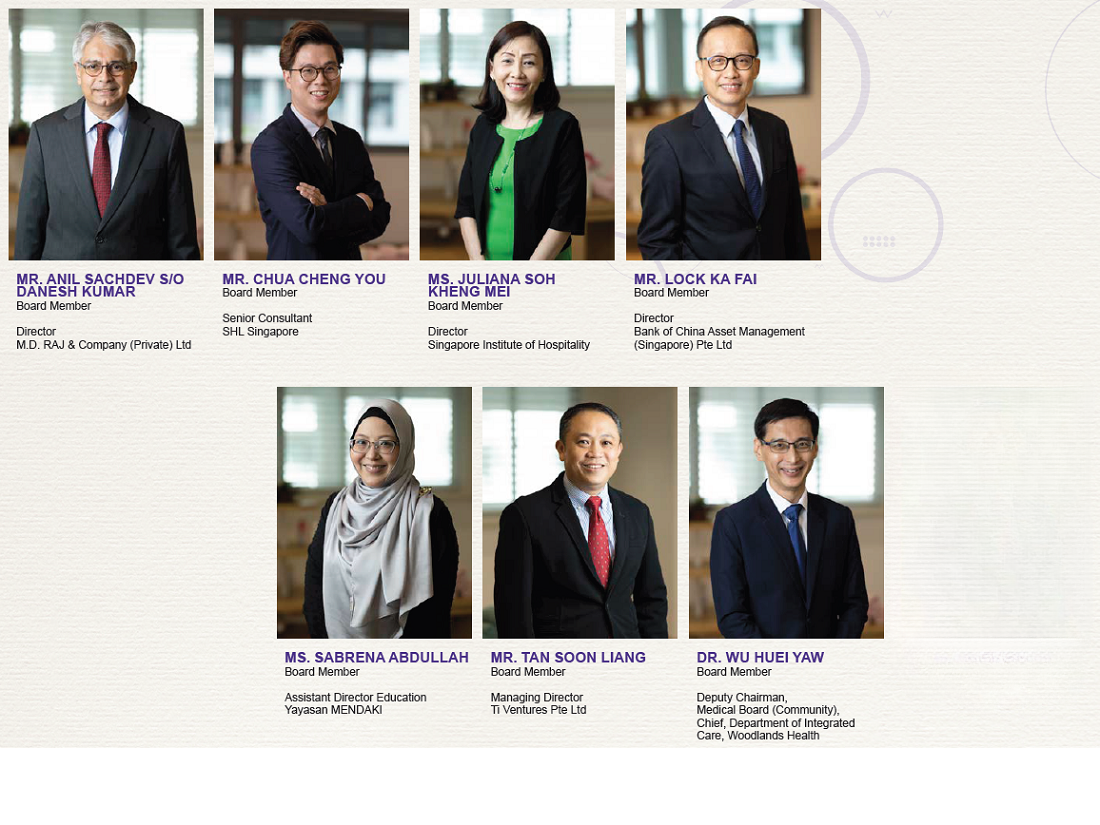 MR. ANIL SACHDEV S/O
DANESH KUMAR
Board Member
Director
M.D. RAJ & Company (Private) Ltd
MR. CHUA CHENG YOU
Board Member
Senior Consultant
SHL Singapore
MS. JULIANA SOH
KHENG MEI
Board Member
Director
Singapore Institute of Hospitality
MR. LOCK KA FAI
Board Member
Director
Bank of China Asset Management
(Singapore) Pte Ltd
MS. SABRENA ABDULLAH
Board Member
Assistant Director Education
Yayasan MENDAKI
MR. TAN SOON LIANG
Board Member
Managing Director
Ti Ventures Pte Ltd
DR. WU HUEI YAW
Board Member
Deputy Chairman,
Medical Board (Community),
Chief, Department of Integrated
Care, Woodlands Health